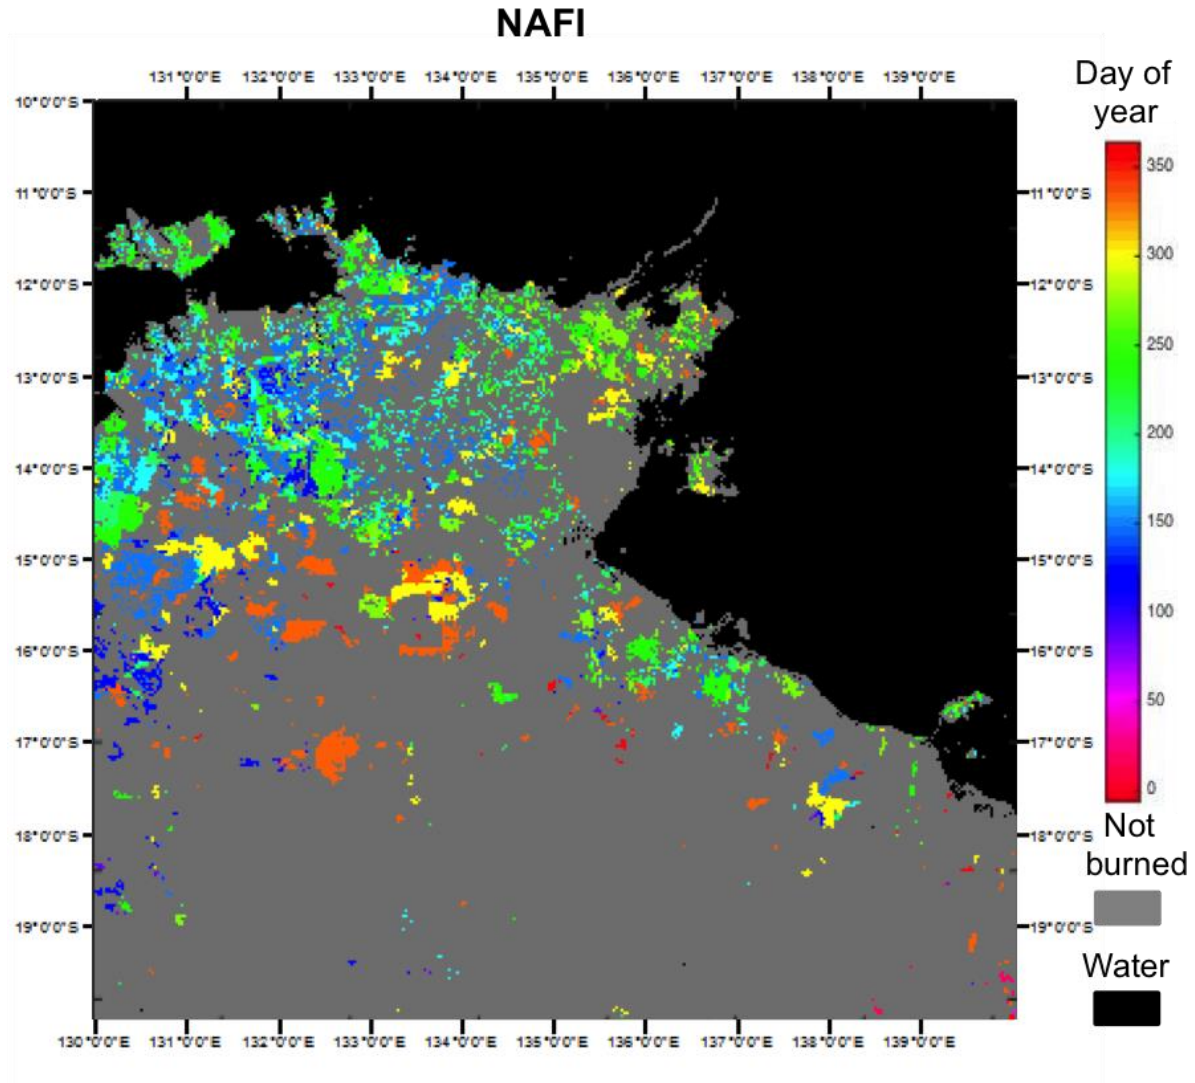 NAFI
131°0'0"E 132°0'0"E 133°0'0"E 134°0'0"E 135°0'0"E 136°0'0"E 137°0'0"E 138°0'0"E 139°0'0"E
10°0'0"S
11°0'0"S
12°0'0"S
13°0'0"S
14°0'0"S
15°0'0"S
16°0'0"S
17°0'0"S
18°0'0"S
19°0'0"S
11°0'0"S
12°0'0"S
13°0'0"S
14°0'0"S
15°0'0"S
16°0'0"S
17°0'0"S
18°0'0"S
19°0'0"S
130°0'0"E 131°0'0"E 132°0'0"E 133°0'0"E 134°0'0"E 135°0'0"E 136°0'0"E 137°0'0"E 138°0'0"E 139°0'0"E
Day of
year
350
300
250
200
150
100
50
0
Not
burned
Water